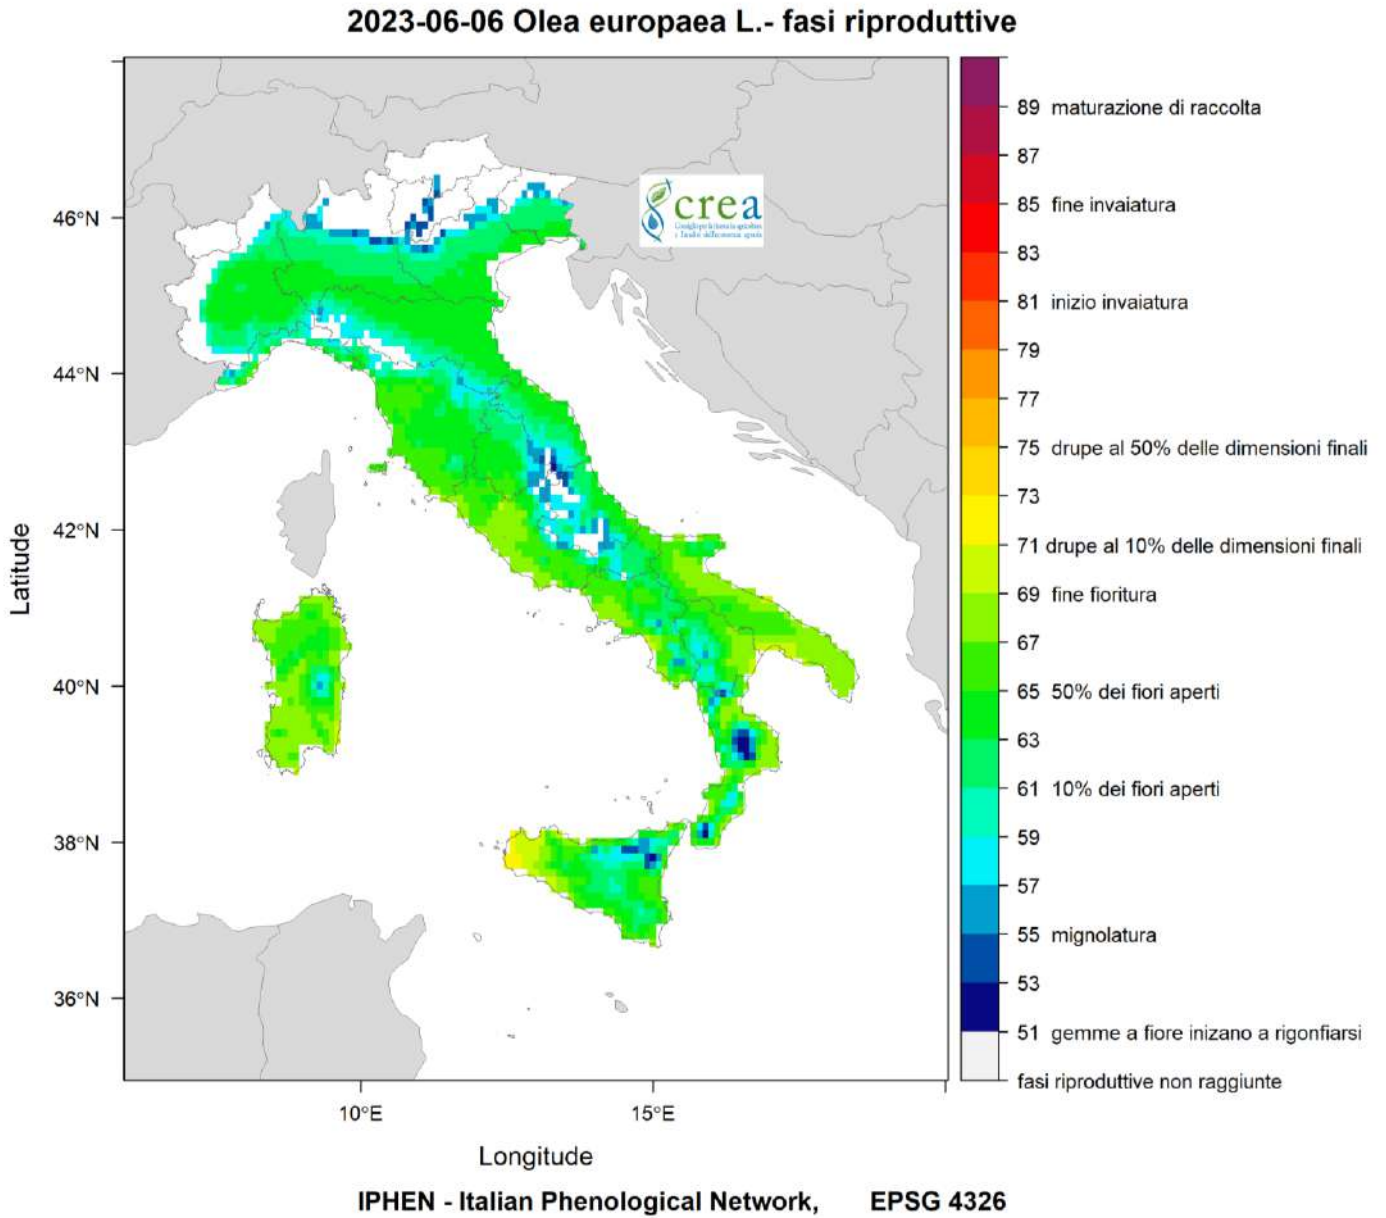 2023-06-06 Olea europaea L.- fasi riproduttive
crea
46°N
44°N
42°N
40°N
38°N
36°N
Latitude
10°E
15°E
Longitude
89 maturazione di raccolta
87
85 fine invaiatura
83
81 inizio invaiatura
79
77
75 drupe al 50% delle dimensioni finali
73
71 drupe al 10% delle dimensioni finali
69 fine fioritura
67
65 50% dei fiori aperti
63
61 10% dei fiori aperti
59
57
55 mignolatura
53
51 gemme a fiore inizano a rigonfiarsi
fasi riproduttive non raggiunte
IPHEN - Italian Phenological Network, EPSG 4326